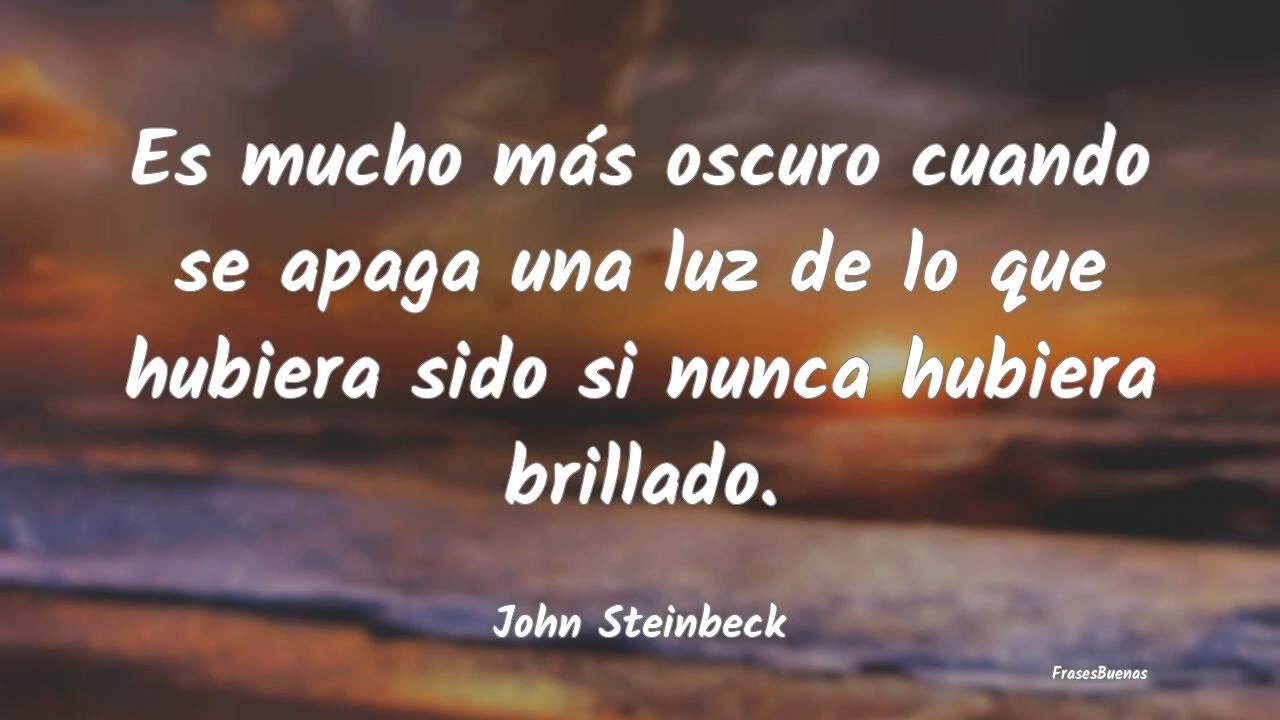 Es mucho más oscuro cuando
se apaga una luz de lo que
hubiera sido si nunca hubiera
brillado.
John Steinbeck
FrasesBuenas